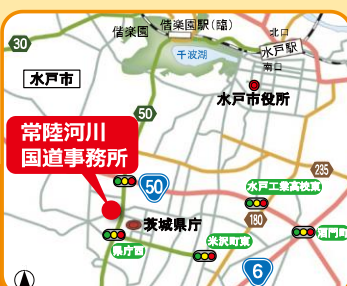 偕楽園
偕楽園駅(臨)
北口
水戸駅
南口
千波湖
30
水戸市
水戸市役所
50
常陸河川
国道事務所
50
水戸工業高校東
235
茨城県庁
180
県庁西
米沢町東
酒門町
6